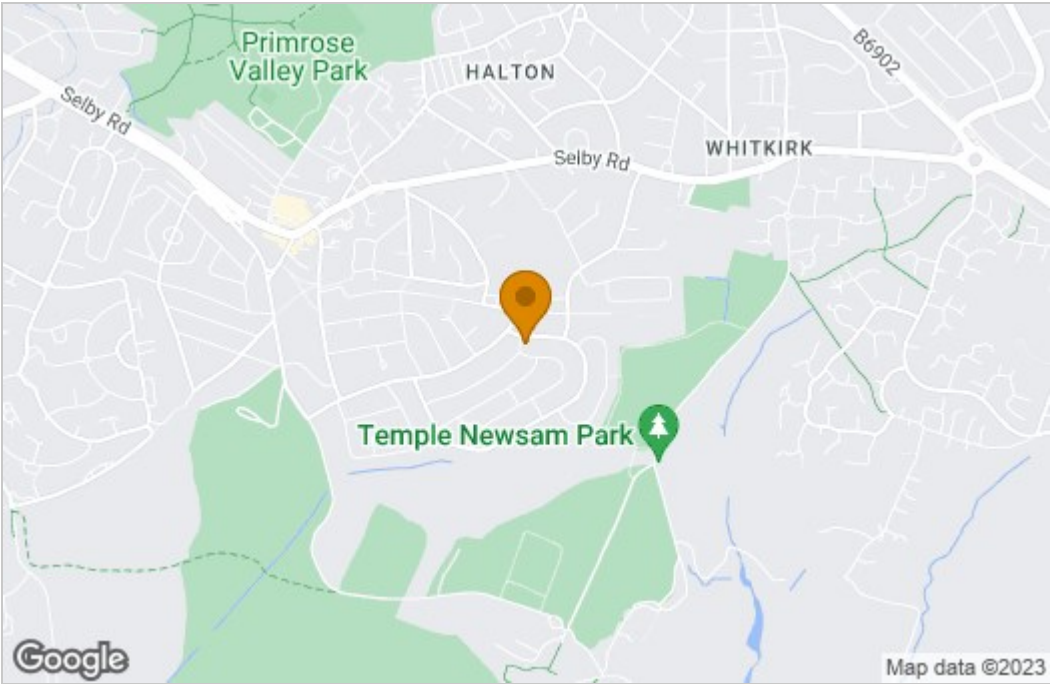 Primrose
Valley Park
HALTON
B6902
Selby Rd
Selby Rd
WHITKIRK
Temple Newsam Park
Google
Map data ©2023